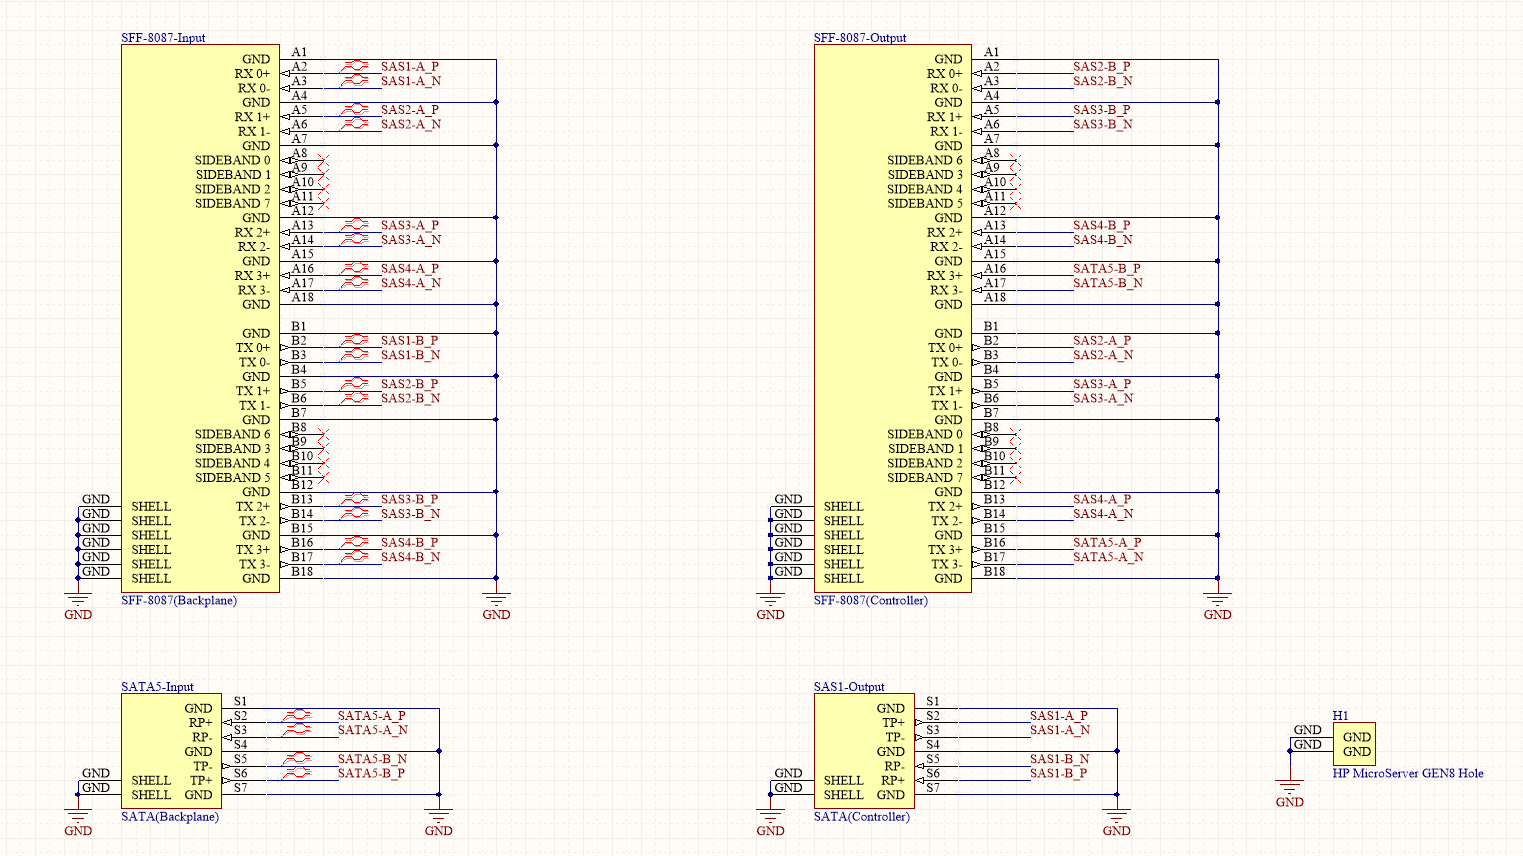 SFF-8087-Input
GND A1
RX 0+ A2 SAS1-A_P
RX 0- A3 SAS1-A_N
GND A4
RX 1+ A5 SAS2-A_P
RX 1- A6 SAS2-A_N
GND A7
SIDEBAND 0 A8
SIDEBAND 1 A9
SIDEBAND 2 A10
SIDEBAND 7 A11
GND A12
RX 2+ A13 SAS3-A_P
RX 2- A14 SAS3-A_N
GND A15
RX 3+ A16 SAS4-A_P
RX 3- A17 SAS4-A_N
GND A18
GND B1
TX 0+ B2 SAS1-B_P
TX 0- B3 SAS1-B_N
GND B4
TX 1+ B5 SAS2-B_P
TX 1- B6 SAS2-B_N
GND B7
SIDEBAND 6 B8
SIDEBAND 3 B9
SIDEBAND 4 B10
SIDEBAND 5 B11
GND B12
GND SHELL TX 2+ B13 SAS3-B_P
GND SHELL TX 2- B14 SAS3-B_N
GND SHELL GND B15
GND SHELL TX 3+ B16 SAS4-B_P
GND SHELL TX 3- B17 SAS4-B_N
GND SHELL GND B18
SFF-8087(Backplane)
GND GND
SFF-8087-Output
GND A1
RX 0+ A2 SAS2-B_P
RX 0- A3 SAS2-B_N
GND A4
RX 1+ A5 SAS3-B_P
RX 1- A6 SAS3-B_N
GND A7
SIDEBAND 6 A8
SIDEBAND 3 A9
SIDEBAND 4 A10
SIDEBAND 5 A11
GND A12
RX 2+ A13 SAS4-B_P
RX 2- A14 SAS4-B_N
GND A15
RX 3+ A16 SATA5-B_P
RX 3- A17 SATA5-B_N
GND A18
GND B1
TX 0+ B2 SAS2-A_P
TX 0- B3 SAS2-A_N
GND B4
TX 1+ B5 SAS3-A_P
TX 1- B6 SAS3-A_N
GND B7
SIDEBAND 0 B8
SIDEBAND 1 B9
SIDEBAND 2 B10
SIDEBAND 7 B11
GND B12
GND SHELL TX 2+ B13 SAS4-A_P
GND SHELL TX 2- B14 SAS4-A_N
GND SHELL GND B15
GND SHELL TX 3+ B16 SATA5-A_P
GND SHELL TX 3- B17 SATA5-A_N
GND SHELL GND B18
SFF-8087(Controller)
GND GND
SATA5-Input
GND S1
RP+ S2 SATA5-A_P
RP- S3 SATA5-A_N
GND S4
TP- S5 SATA5-B_N
GND SHELL TP+ S6 SATA5-B_P
GND SHELL GND S7
SATA(Backplane)
GND GND
SAS1-Output
GND S1
TP+ S2 SAS1-A_P
TP- S3 SAS1-A_N
GND S4
RP- S5 SAS1-B_N
GND SHELL RP+ S6 SAS1-B_P
GND SHELL GND S7
SATA(Controller)
GND GND
H1
GND GND
GND GND
HP MicroServer GEN8 Hole
GND